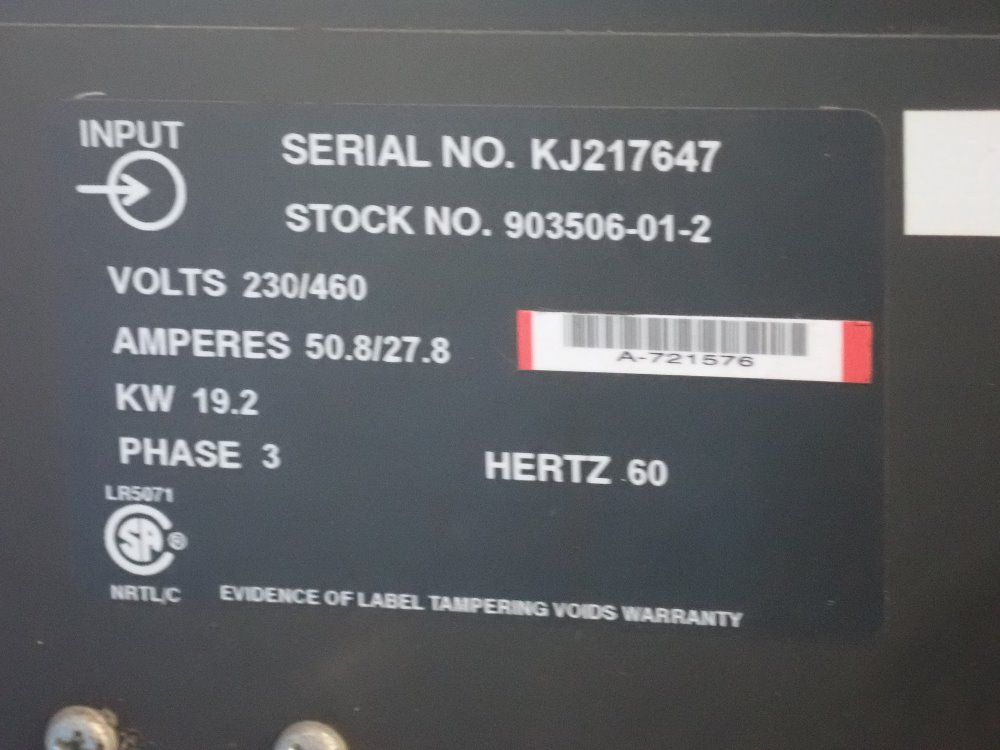 INPUT
SERIAL NO. KJ217647
STOCK NO. 903506-01-2
VOLTS 230/460
AMPERES 50.8/27.8
A-721576
KW 19.2
PHASE 3
HERTZ 60
LR5071
SA®
NRTL/C
EVIDENCE OF LABEL TAMPERING VOIDS WARRANTY